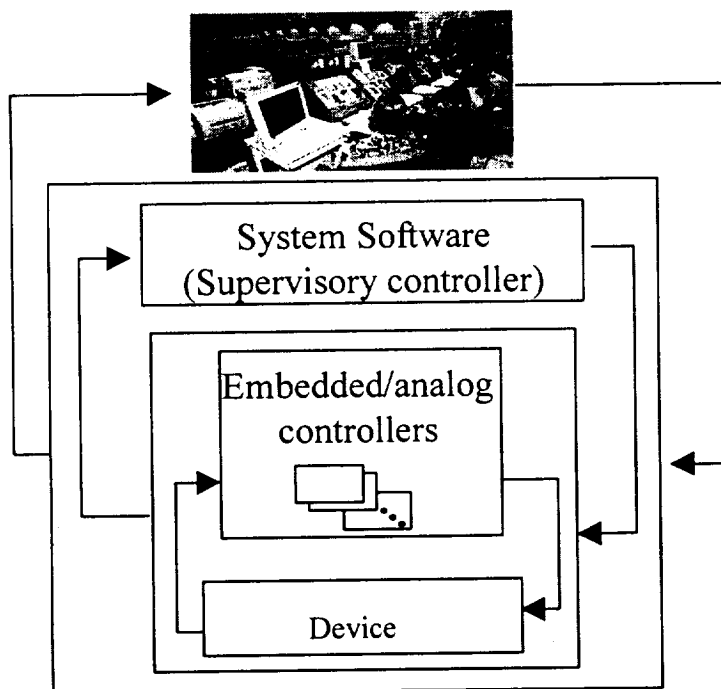 System Software
(Supervisory controller)
Embedded/analog
controllers
Device